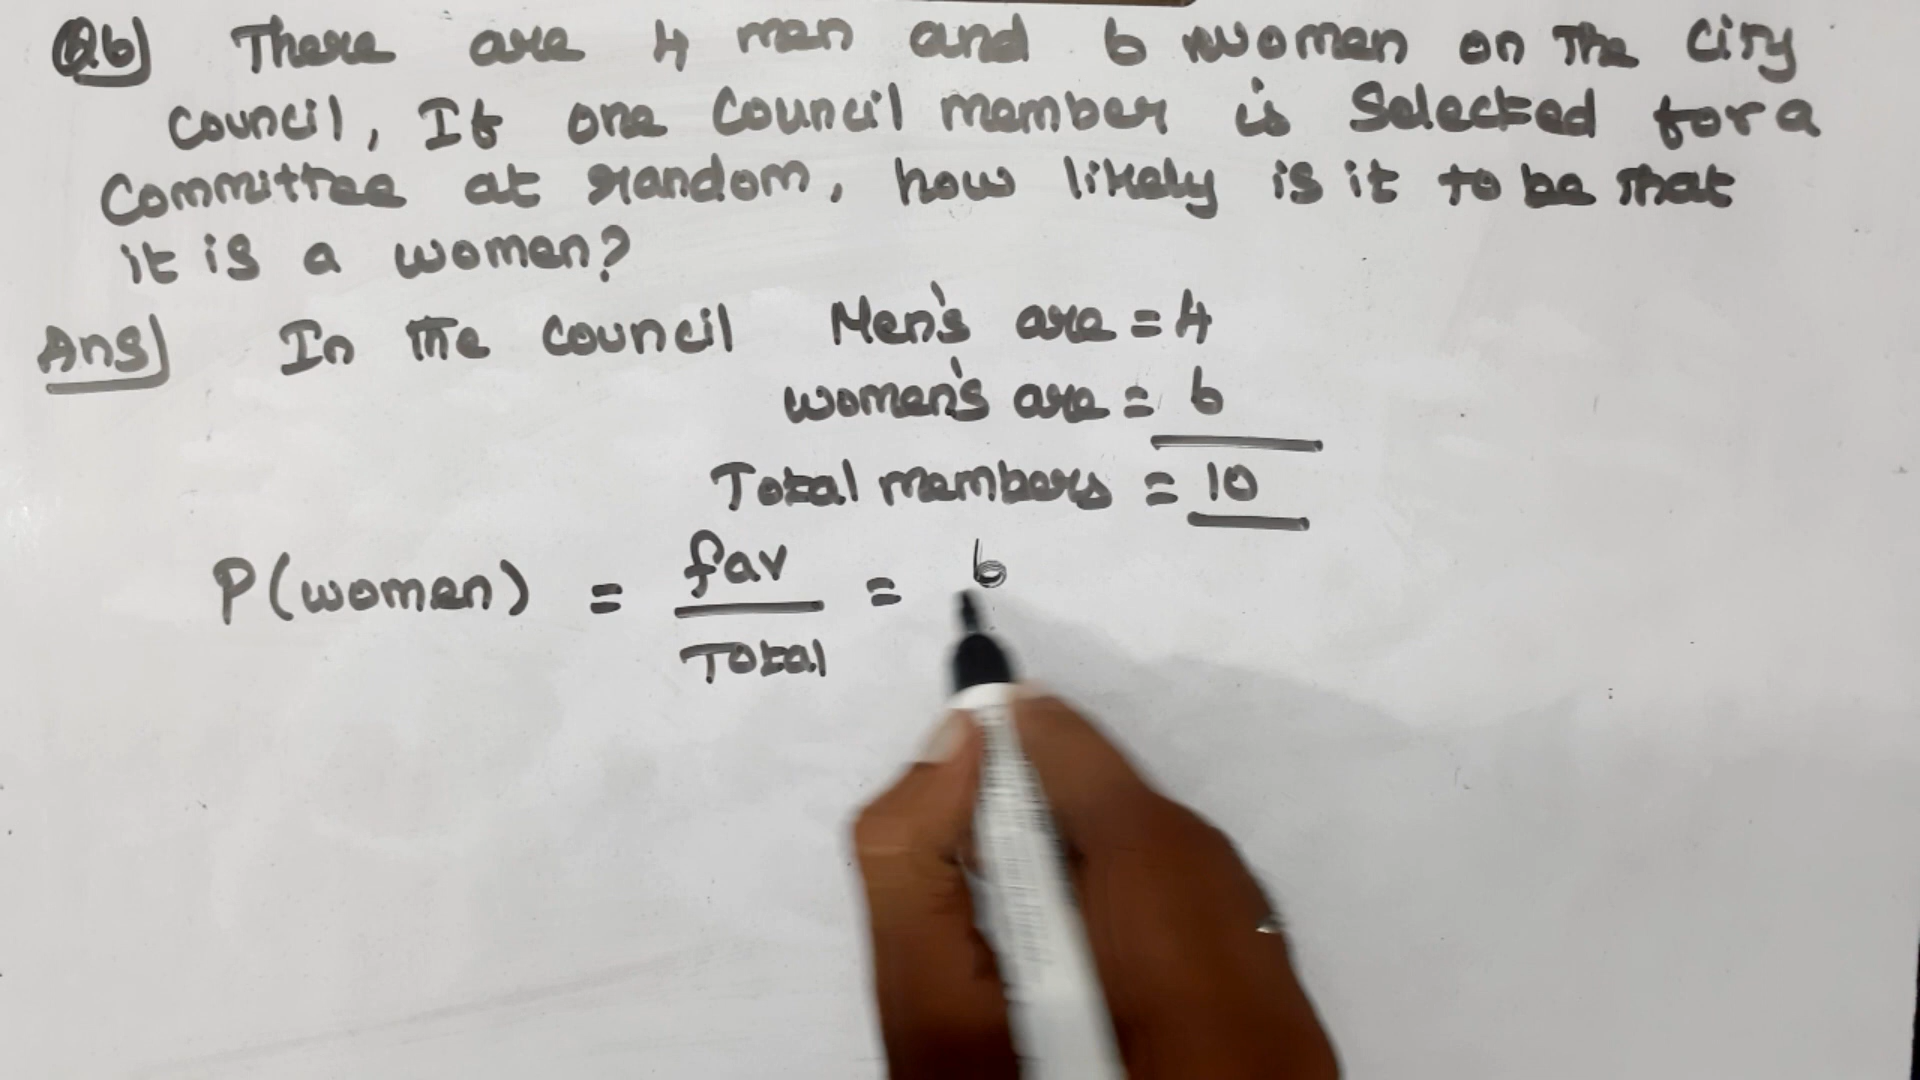 Q6) There are 4 men and 6 women on the city
council, If one council member is selected for a
committee at random, how likely is it to be that
it is a women?
Ans) In the council Men's are = 4
women's are = 6
Total members = 10
P(women) = fav/Total = 6